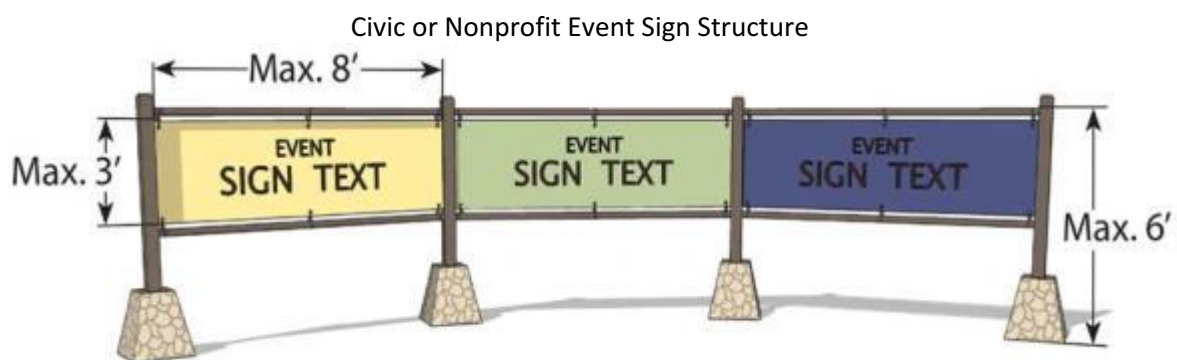 Civic or Nonprofit Event Sign Structure
Max. 8′
Max. 3′
EVENT
SIGN TEXT
EVENT
SIGN TEXT
EVENT
SIGN TEXT
Max. 6′